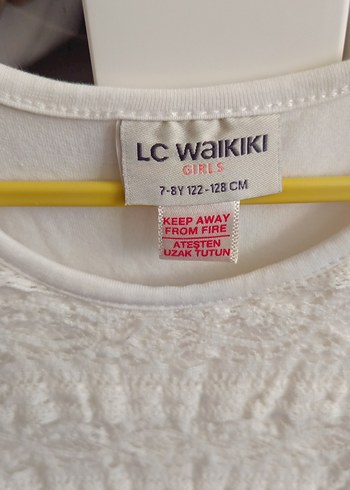 LC WAIKIKI
GIRLS
7-8Y 122-128 CM
KEEP AWAY
FROM FIRE
ATEŞTEN
UZAK TUTUN